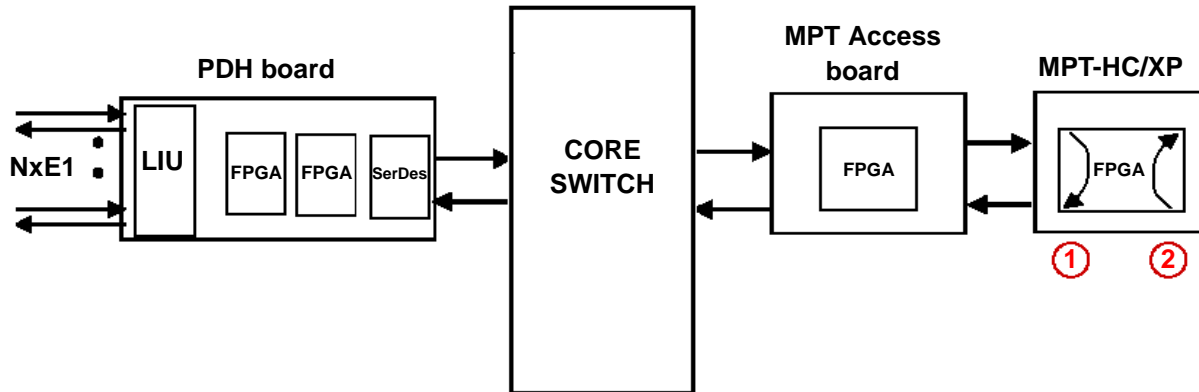 PDH board
MPT Access
board
MPT-HC/XP
NxE1
LIU
FPGA
FPGA
SerDes
CORE
SWITCH
FPGA
FPGA
1
2